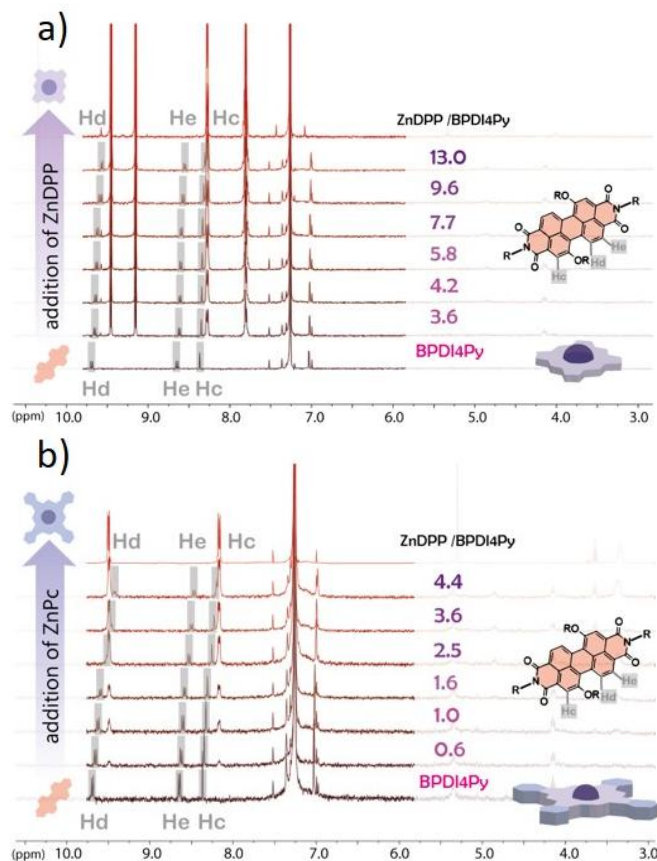 a)
Hd He Hc ZnDPP /BPDI4Py
addition of ZnDPP
13.0
9.6
7.7
5.8
4.2
3.6
BPDI4Py
RO O N-R He Hd Hc OR O R-N O
Hd He Hc
(ppm) 10.0 9.0 8.0 7.0 6.0 5.0 4.0 3.0
b)
Hd He Hc ZnDPP /BPDI4Py
addition of ZnPc
4.4
3.6
2.5
1.6
1.0
0.6
BPDI4Py
RO O N-R He Hd Hc OR O R-N O
Hd He Hc
(ppm) 10.0 9.0 8.0 7.0 6.0 5.0 4.0 3.0